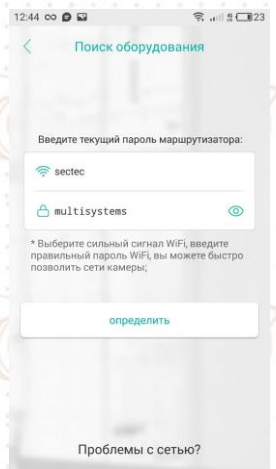 12:44
23
Поиск оборудования
Введите текущий пароль маршрутизатора:
sectec
multisystems
* Выберите сильный сигнал WiFi, введите
правильный пароль WiFi, вы можете быстро
позволить сети камеры;
определить
Проблемы с сетью?